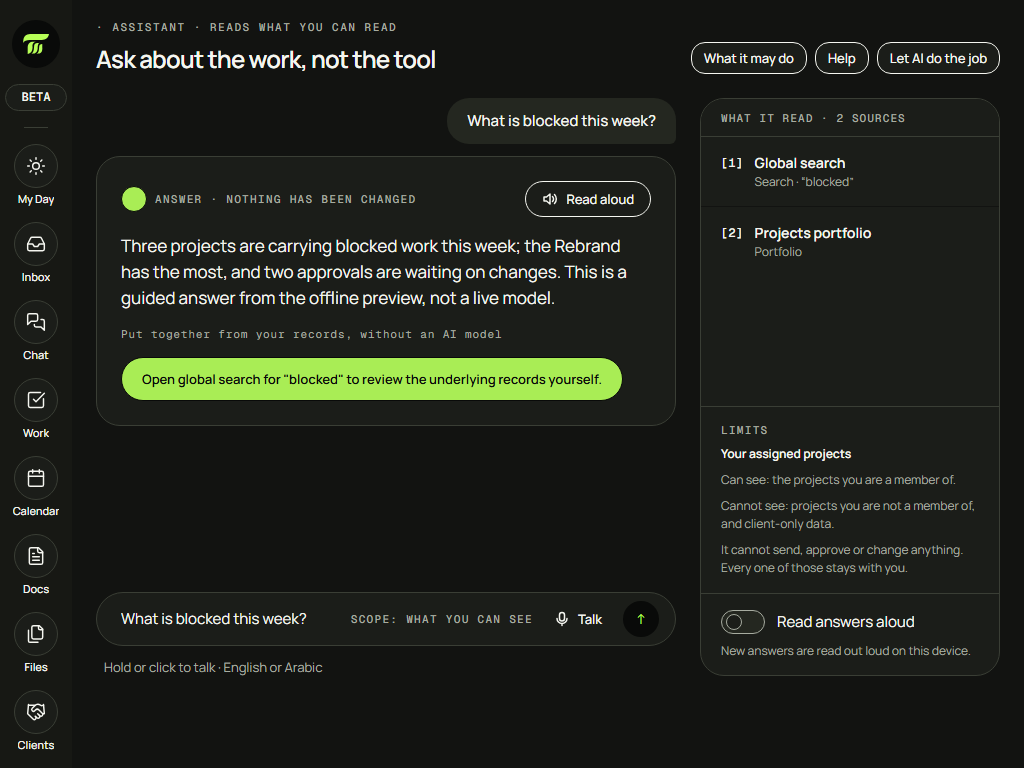 BETA
My Day
Inbox
Chat
Work
Calendar
Docs
Files
Clients
· ASSISTANT · READS WHAT YOU CAN READ
Ask about the work, not the tool
What it may do
Help
Let AI do the job
What is blocked this week?
ANSWER · NOTHING HAS BEEN CHANGED
Read aloud
Three projects are carrying blocked work this week; the Rebrand
has the most, and two approvals are waiting on changes. This is a
guided answer from the offline preview, not a live model.
Put together from your records, without an AI model
Open global search for "blocked" to review the underlying records yourself.
What is blocked this week?
SCOPE: WHAT YOU CAN SEE
Talk
Hold or click to talk · English or Arabic
WHAT IT READ · 2 SOURCES
[1] Global search
Search · "blocked"
[2] Projects portfolio
Portfolio
LIMITS
Your assigned projects
Can see: the projects you are a member of.
Cannot see: projects you are not a member of,
and client-only data.
It cannot send, approve or change anything.
Every one of those stays with you.
Read answers aloud
New answers are read out loud on this device.